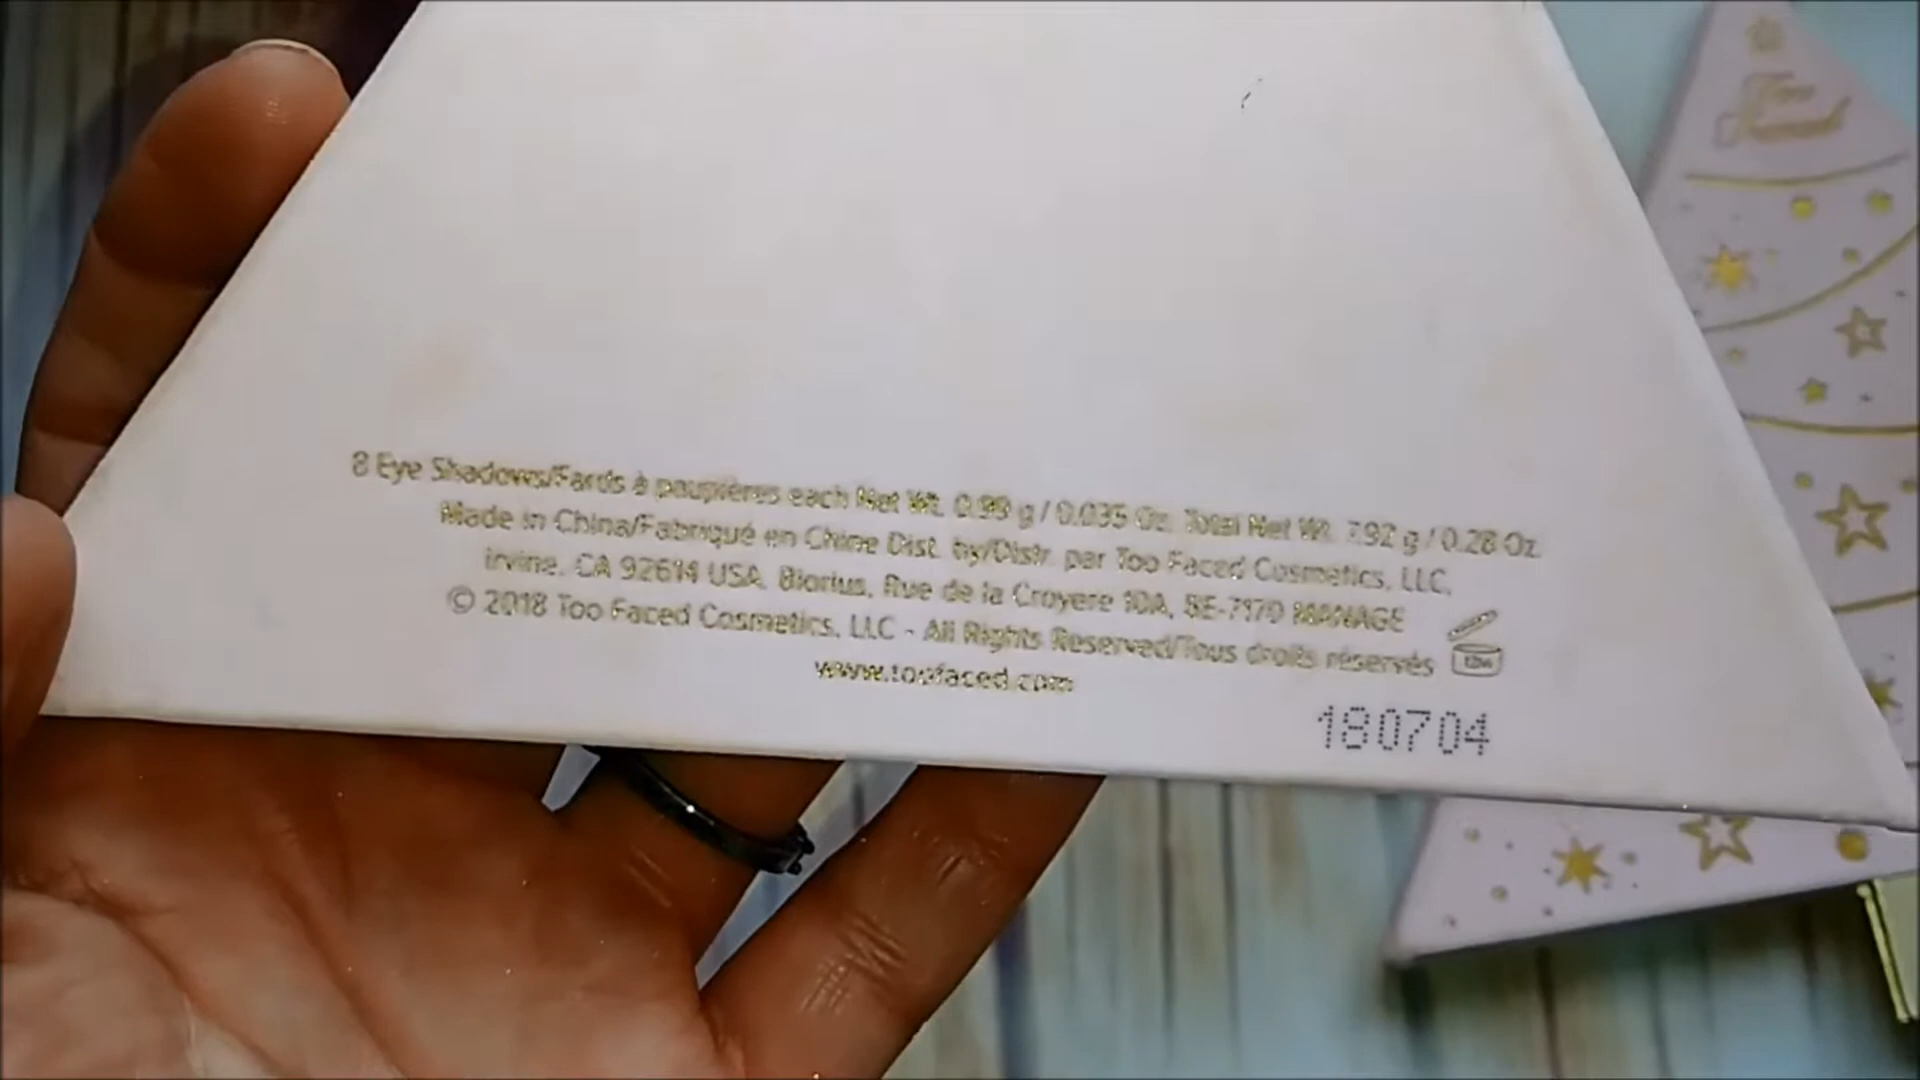 8 Eye Shadows/Fards à paupières each Net Wt. 0.99 g / 0.035 Oz. Total Net Wt. 7.92 g / 0.28 Oz.
Made in China/Fabriqué en Chine Dist. by/Distr. par Too Faced Cosmetics, LLC,
Irvine, CA 92614 USA. Biorius, Rue de la Croyere 10A, BE-7170 MANAGE
© 2018 Too Faced Cosmetics, LLC - All Rights Reserved/Tous droits réservés
www.toofaced.com
180704
Too
Faced